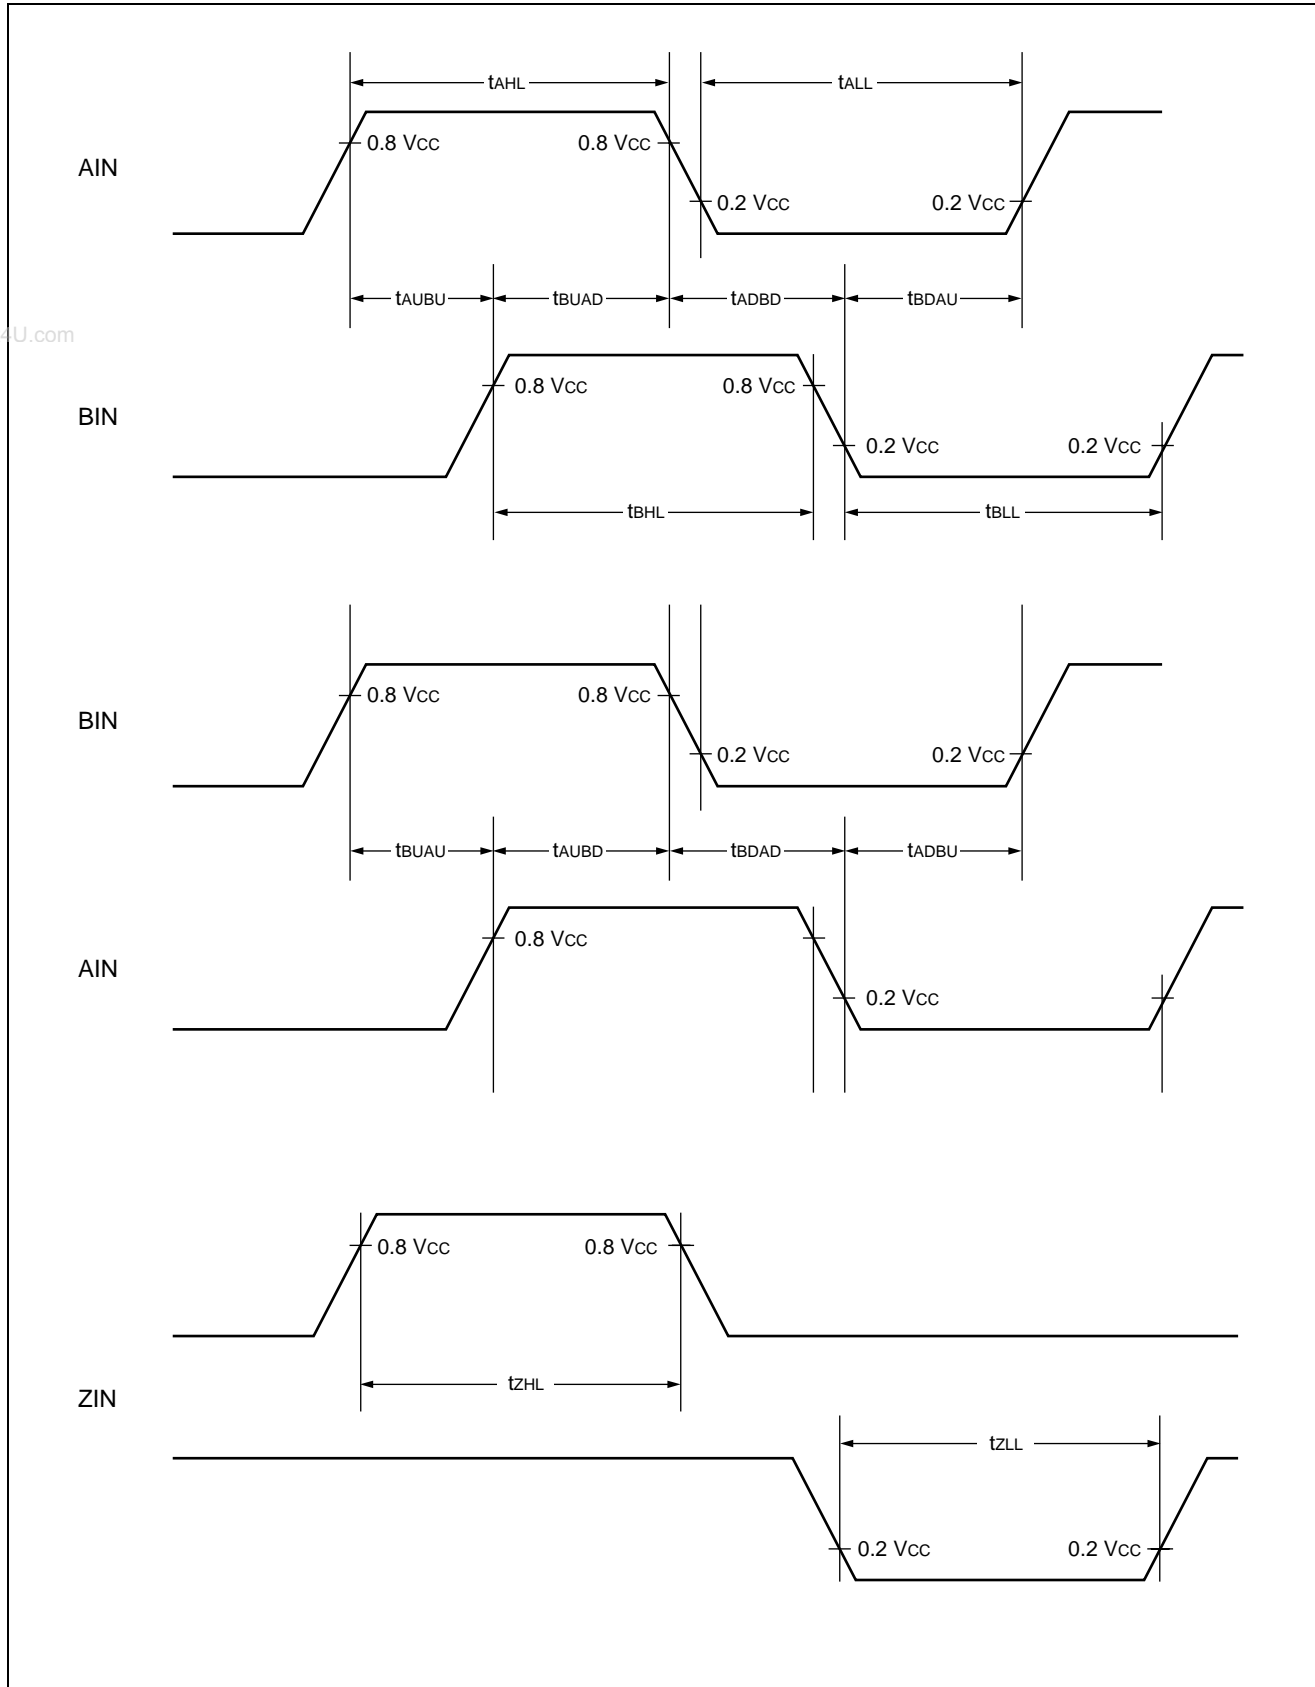 tAHL tALL
0.8 VCC 0.8 VCC
AIN
0.2 VCC 0.2 VCC
tAUBU tBUAD tADBD tBDAU
4U.com
0.8 VCC 0.8 VCC
BIN
0.2 VCC 0.2 VCC
tBHL tBLL
0.8 VCC 0.8 VCC
BIN
0.2 VCC 0.2 VCC
tBUAU tAUBD tBDAD tADBU
0.8 VCC
AIN
0.2 VCC
0.8 VCC 0.8 VCC
tZHL
ZIN
tZLL
0.2 VCC 0.2 VCC